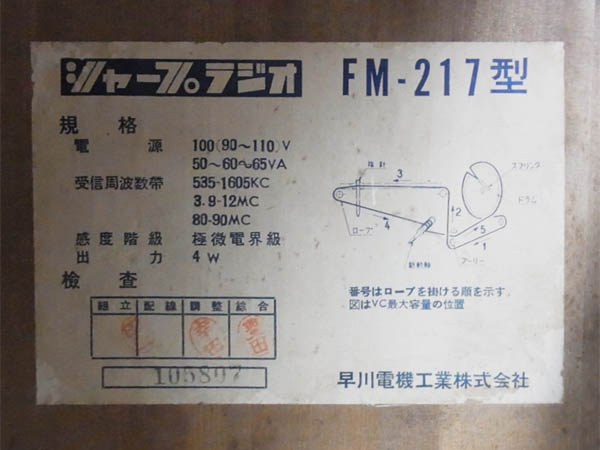 シャープ。ラジオ FM-217型
規格
電源 100(90～110)V
50～60～65VA
受信周波数帯 535-1605KC
3.9-12MC
80-90MC
感度階級 極微電界級
出力 4W
検査
組立 配線 調整 総合
105807
指針
3
スプリング
ドラム
2
ロープ
4
5
1
プーリー
番号はロープを掛ける順を示す。
図はVC最大容量の位置
早川電機工業株式会社